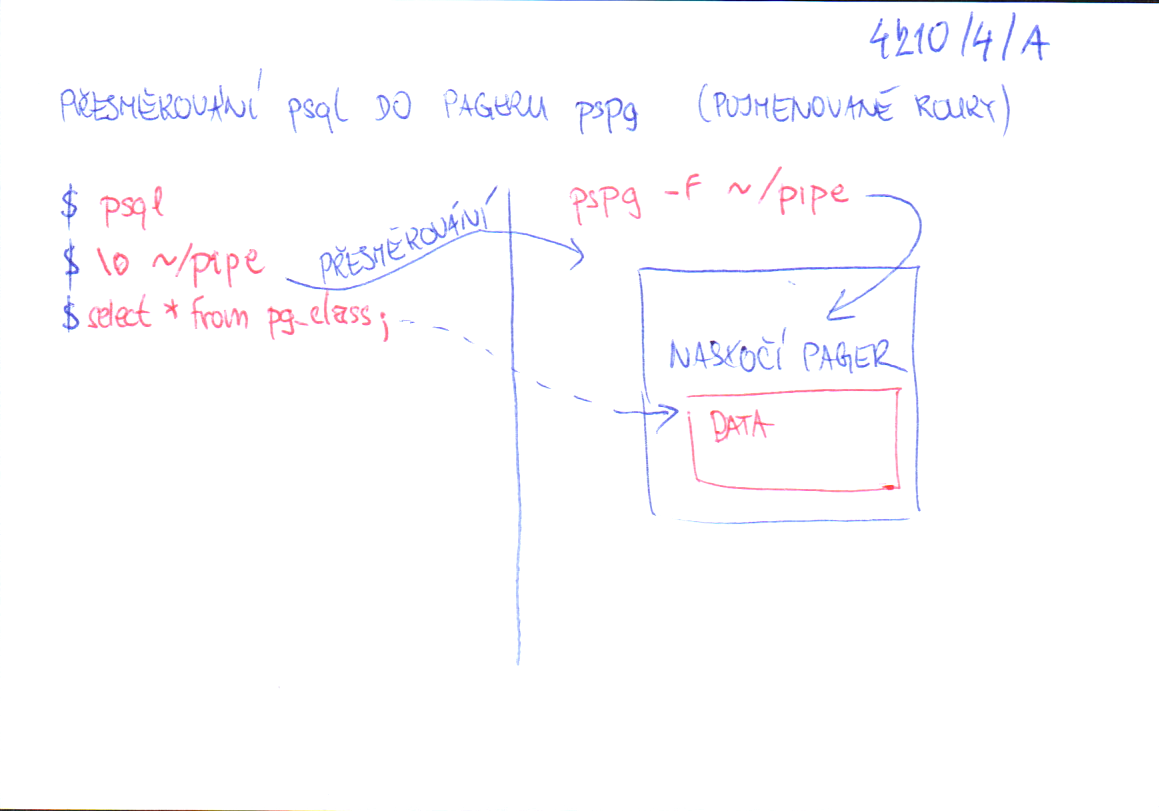 4210/4/A
PŘESMĚROVÁNÍ psql DO PAGERU pspg (POJMENOVANÉ ROURY)
$ psql
$ \o ~/pipe
$ select * from pg_class;
PŘESMĚROVÁNÍ
pspg -f ~/pipe
NASKOČÍ PAGER
DATA